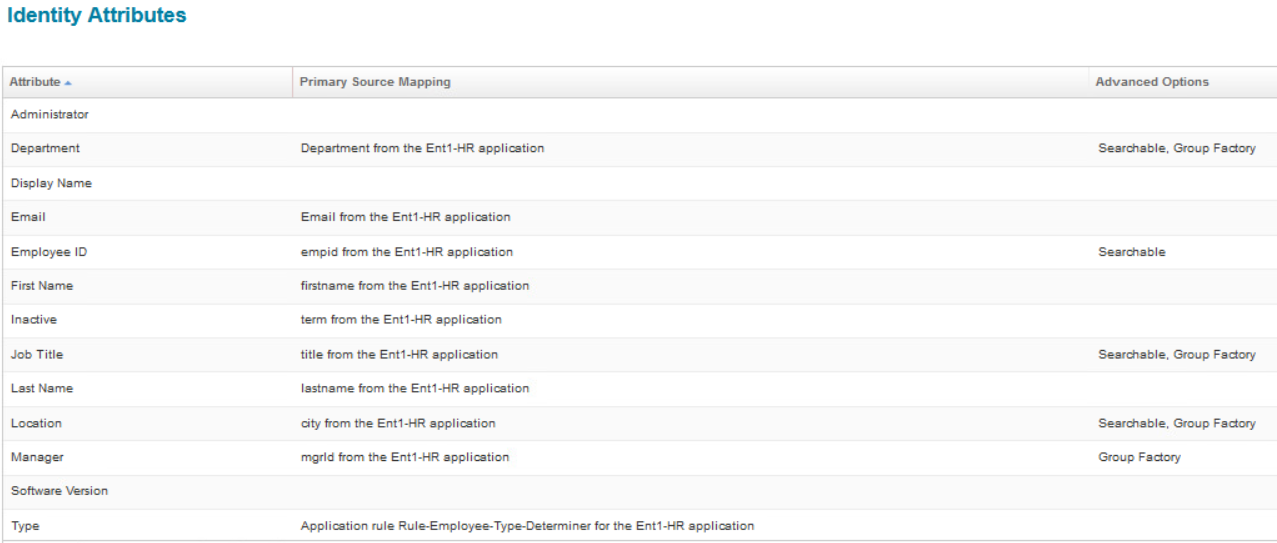 Identity Attributes
Attribute Primary Source Mapping Advanced Options
Administrator
Department Department from the Ent1-HR application Searchable, Group Factory
Display Name
Email Email from the Ent1-HR application
Employee ID empid from the Ent1-HR application Searchable
First Name firstname from the Ent1-HR application
Inactive term from the Ent1-HR application
Job Title title from the Ent1-HR application Searchable, Group Factory
Last Name lastname from the Ent1-HR application
Location city from the Ent1-HR application Searchable, Group Factory
Manager mgrId from the Ent1-HR application Group Factory
Software Version
Type Application rule Rule-Employee-Type-Determiner for the Ent1-HR application